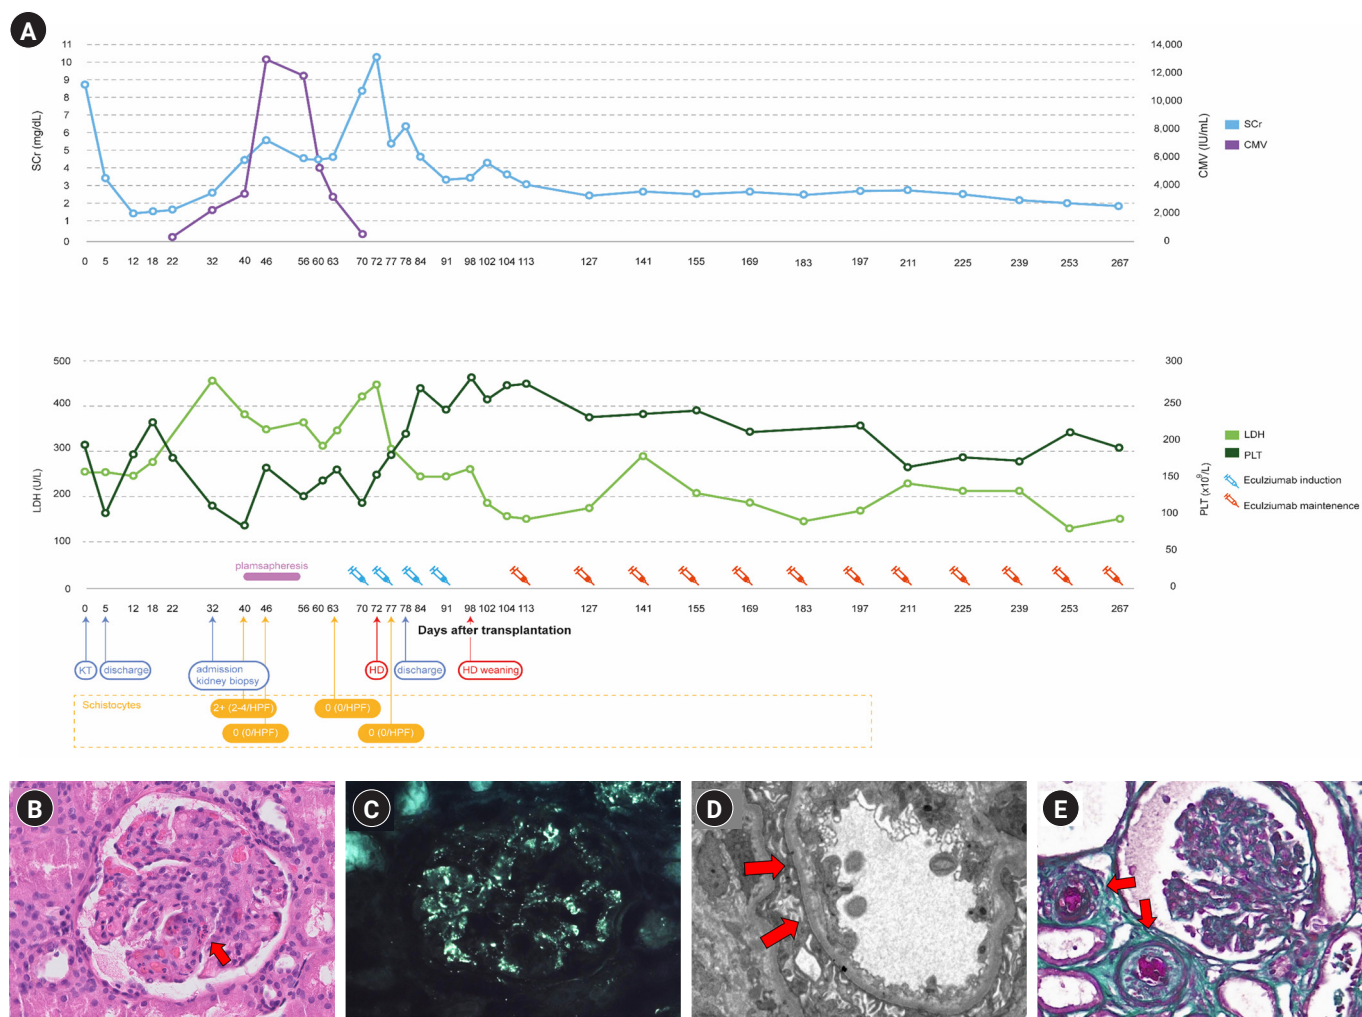 A
11
10
9
8
7
6
5
4
3
2
1
0
SCr (mg/dL)
14,000
12,000
10,000
8,000
6,000
4,000
2,000
0
CMV (IU/mL)
SCr
CMV
0 5 12 18 22 32 40 46 56 60 63 70 72 77 78 84 91 98 102 104 113 127 141 155 169 183 197 211 225 239 253 267
500
400
300
200
100
0
LDH (U/L)
300
250
200
150
100
50
0
PLT (x10⁹/L)
LDH
PLT
Eculziumab induction
Eculziumab maintenence
plamsapheresis
0 5 12 18 22 32 40 46 56 60 63 70 72 77 78 84 91 98 102 104 113 127 141 155 169 183 197 211 225 239 253 267
Days after transplantation
KT
discharge
admission
kidney biopsy
HD
discharge
HD weaning
Schistocytes
2+ (2-4/HPF)
0 (0/HPF)
0 (0/HPF)
0 (0/HPF)
B
C
D
E